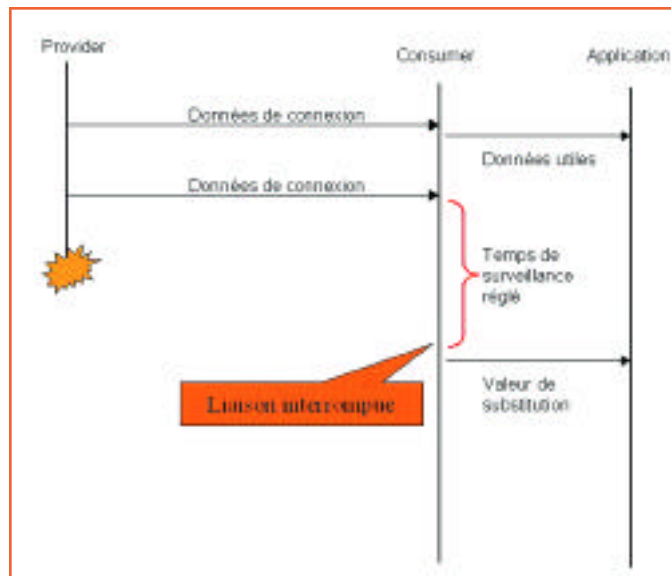 Provider
Consumer
Application
Données de connexion
Données utiles
Données de connexion
Temps de
surveillance
réglé
Liaison interrompue
Valeur de
substitution